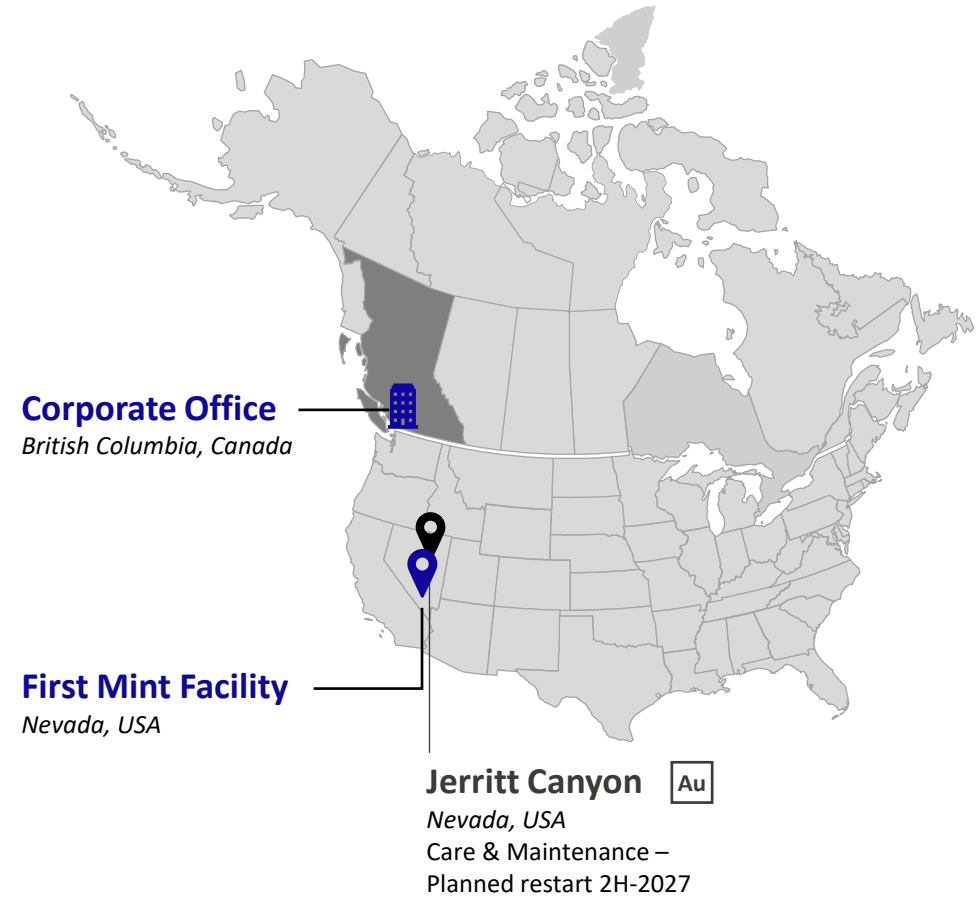 Corporate Office
British Columbia, Canada
First Mint Facility
Nevada, USA
Jerritt Canyon
Au
Nevada, USA
Care & Maintenance –
Planned restart 2H-2027